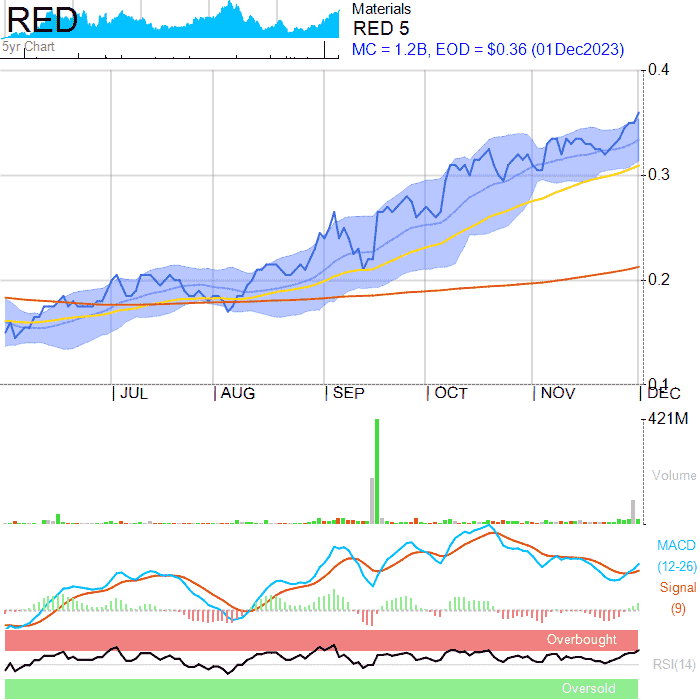 RED
5yr Chart
Materials
RED 5
MC = 1.2B, EOD = $0.36 (01Dec2023)
0.4
0.3
0.2
0.1
JUL AUG SEP OCT NOV DEC
421M
Volume
MACD
(12-26)
Signal
(9)
Overbought
RSI(14)
Oversold